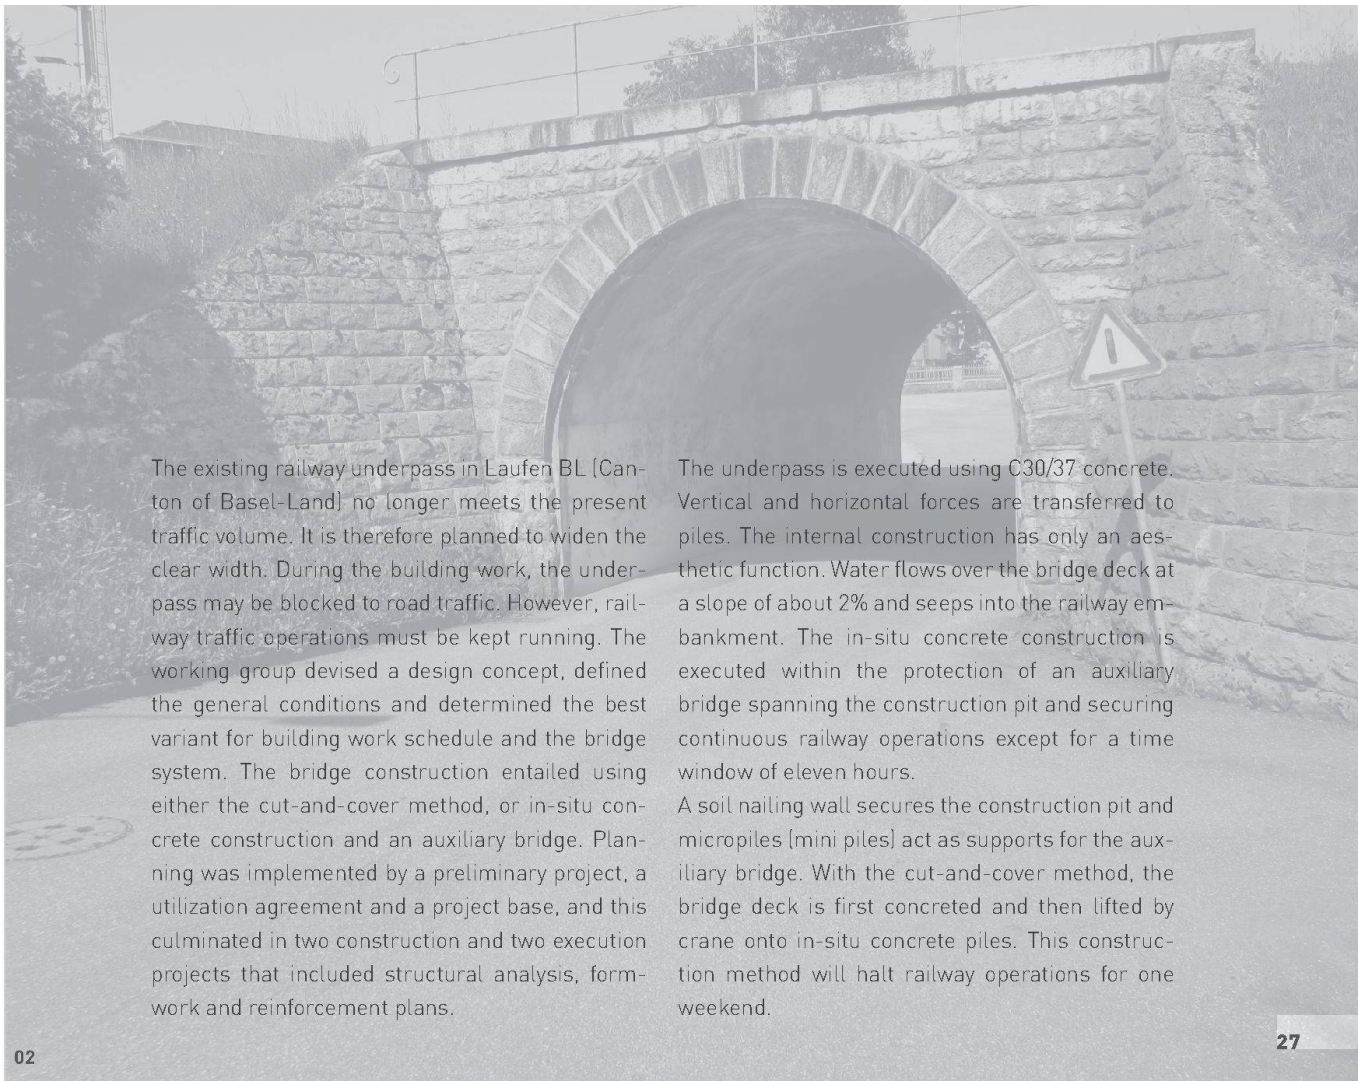 The existing railway underpass in Laufen BL (Can-
ton of Basel-Land) no longer meets the present
traffic volume. It is therefore planned to widen the
clear width. During the building work, the under-
pass may be blocked to road traffic. However, rail-
way traffic operations must be kept running. The
working group devised a design concept, defined
the general conditions and determined the best
variant for building work schedule and the bridge
system. The bridge construction entailed using
either the cut-and-cover method, or in-situ con-
crete construction and an auxiliary bridge. Plan-
ning was implemented by a preliminary project, a
utilization agreement and a project base, and this
culminated in two construction and two execution
projects that included structural analysis, form-
work and reinforcement plans.
The underpass is executed using C30/37 concrete.
Vertical and horizontal forces are transferred to
piles. The internal construction has only an aes-
thetic function. Water flows over the bridge deck at
a slope of about 2% and seeps into the railway em-
bankment. The in-situ concrete construction is
executed within the protection of an auxiliary
bridge spanning the construction pit and securing
continuous railway operations except for a time
window of eleven hours.
A soil nailing wall secures the construction pit and
micropiles (mini piles) act as supports for the aux-
iliary bridge. With the cut-and-cover method, the
bridge deck is first concreted and then lifted by
crane onto in-situ concrete piles. This construc-
tion method will halt railway operations for one
weekend.
02
27